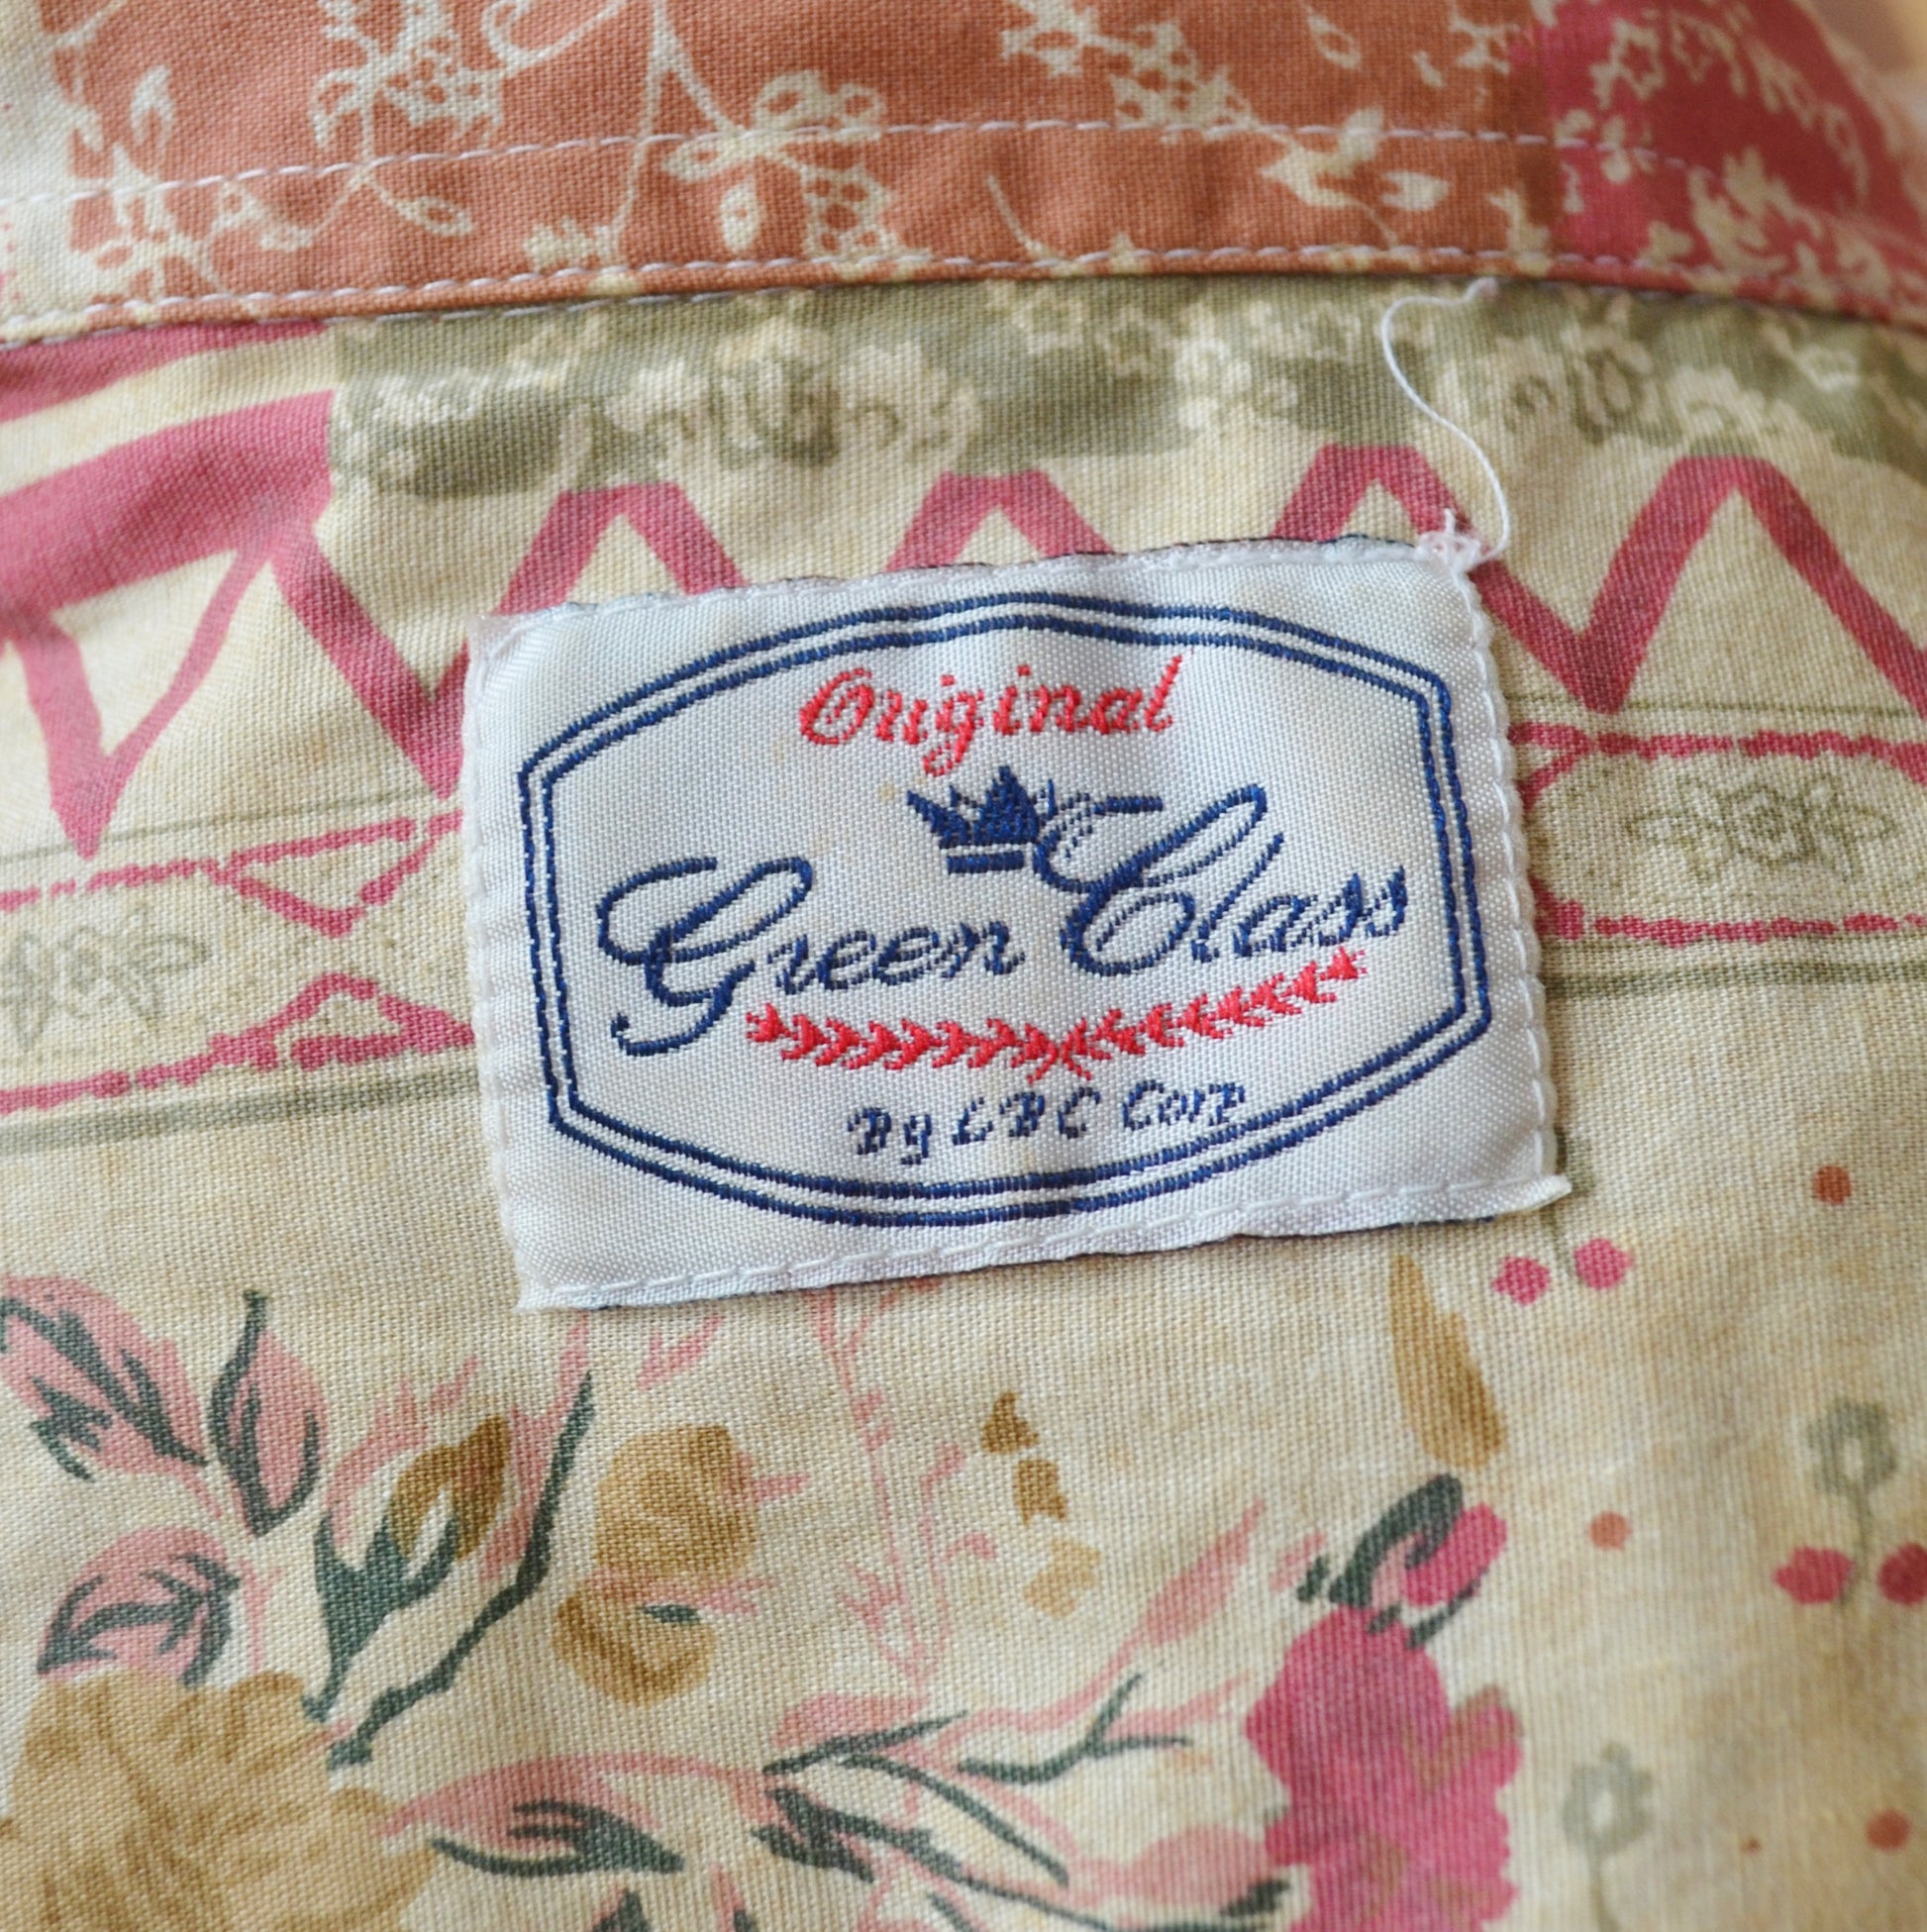 Original
Green Class
By LBC Corp